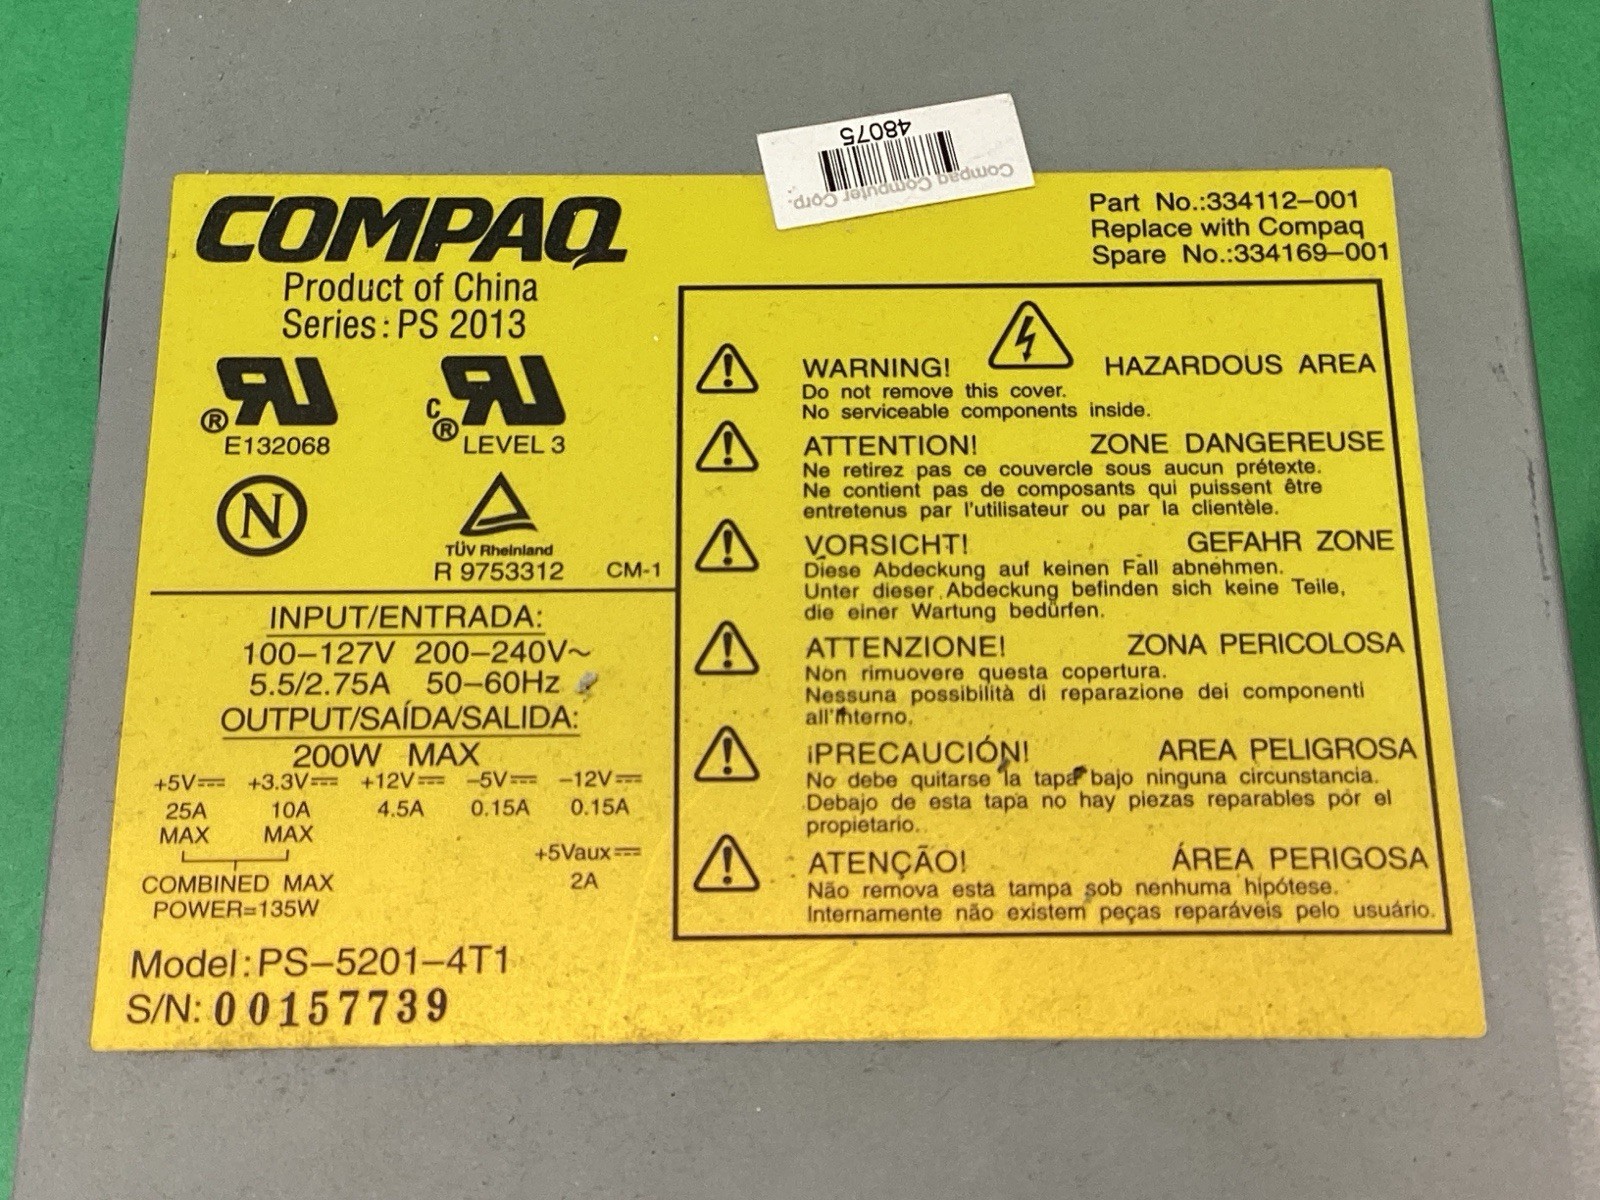 48075
Compaq Computer Corp.
COMPAQ
Product of China
Series: PS 2013
Part No.:334112-001
Replace with Compaq
Spare No.:334169-001
E132068
C
LEVEL 3
N
TÜV Rheinland
R 9753312 CM-1
INPUT/ENTRADA:
100-127V 200-240V~
5.5/2.75A 50-60Hz
OUTPUT/SAÍDA/SALIDA:
200W MAX
+5V⎓ +3.3V⎓ +12V⎓ -5V⎓ -12V⎓
25A 10A 4.5A 0.15A 0.15A
MAX MAX
+5Vaux⎓
2A
COMBINED MAX
POWER=135W
Model: PS-5201-4T1
S/N: 00157739
WARNING! HAZARDOUS AREA
Do not remove this cover.
No serviceable components inside.
ATTENTION! ZONE DANGEREUSE
Ne retirez pas ce couvercle sous aucun prétexte.
Ne contient pas de composants qui puissent être
entretenus par l'utilisateur ou par la clientèle.
VORSICHT! GEFAHR ZONE
Diese Abdeckung auf keinen Fall abnehmen.
Unter dieser Abdeckung befinden sich keine Teile,
die einer Wartung bedürfen.
ATTENZIONE! ZONA PERICOLOSA
Non rimuovere questa copertura.
Nessuna possibilità di reparazione dei componenti
all'interno.
¡PRECAUCIÓN! AREA PELIGROSA
No debe quitarse la tapa bajo ninguna circunstancia.
Debajo de esta tapa no hay piezas reparables por el
propietario.
ATENÇÃO! ÁREA PERIGOSA
Não remova esta tampa sob nenhuma hipótese.
Internamente não existem peças reparáveis pelo usuário.